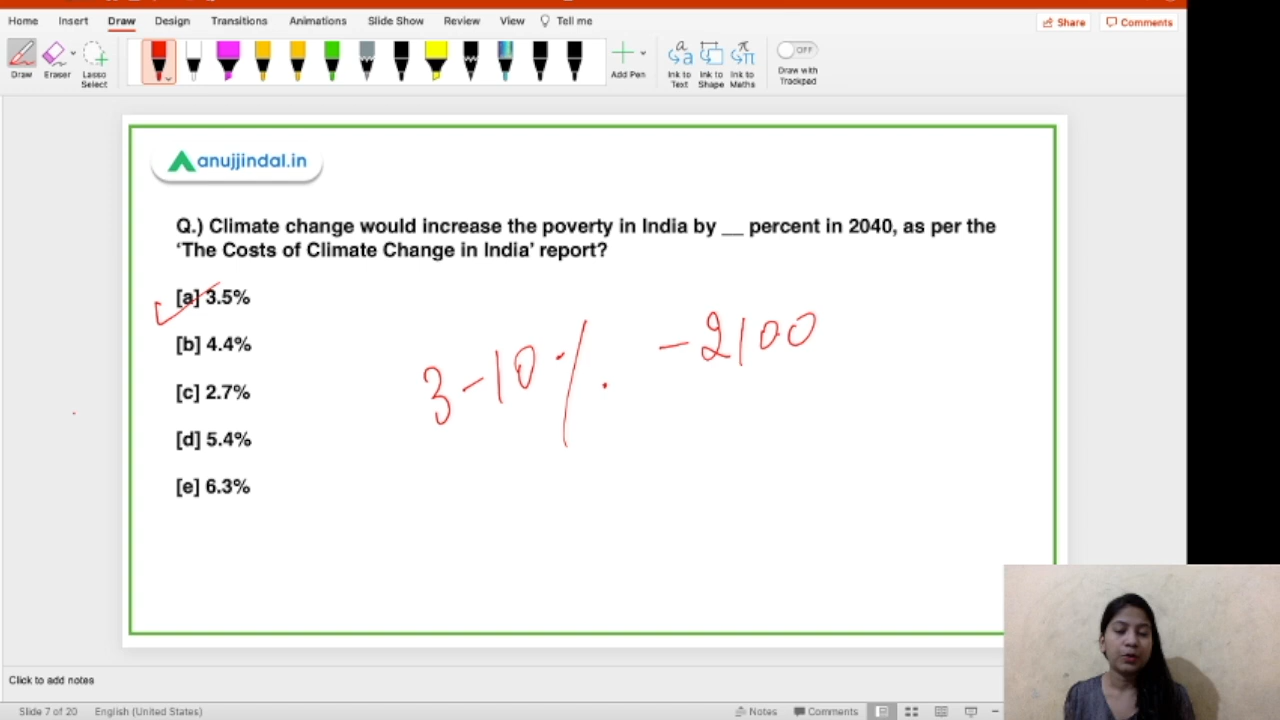 Home Insert Draw Design Transitions Animations Slide Show Review View Tell me Share Comments
Draw Eraser Lasso Select Add Pen Ink to Text Ink to Shape Ink to Maths OFF Draw with Trackpad
anujjindal.in
Q.) Climate change would increase the poverty in India by __ percent in 2040, as per the
‘The Costs of Climate Change in India’ report?
[a] 3.5%
[b] 4.4%
[c] 2.7%
[d] 5.4%
[e] 6.3%
3-10% - 2100
Click to add notes
Slide 7 of 20 English (United States) Notes Comments